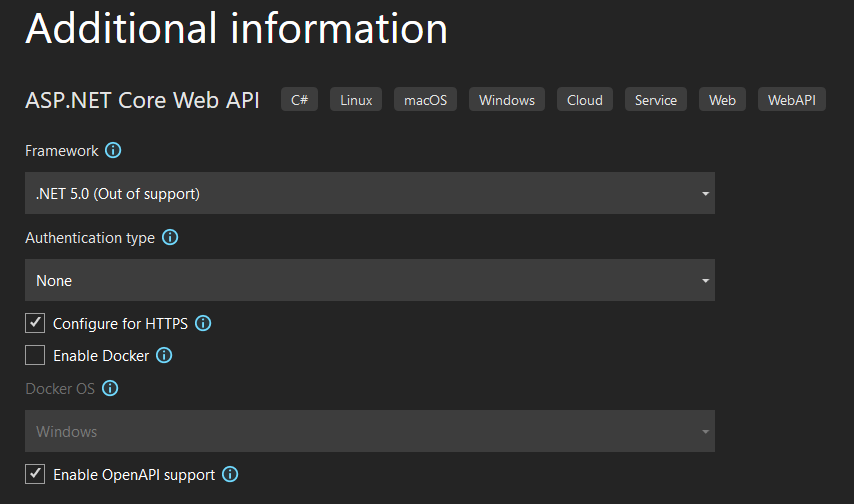 Additional information
ASP.NET Core Web API C# Linux macOS Windows Cloud Service Web WebAPI
Framework
.NET 5.0 (Out of support)
Authentication type
None
Configure for HTTPS
Enable Docker
Docker OS
Windows
Enable OpenAPI support